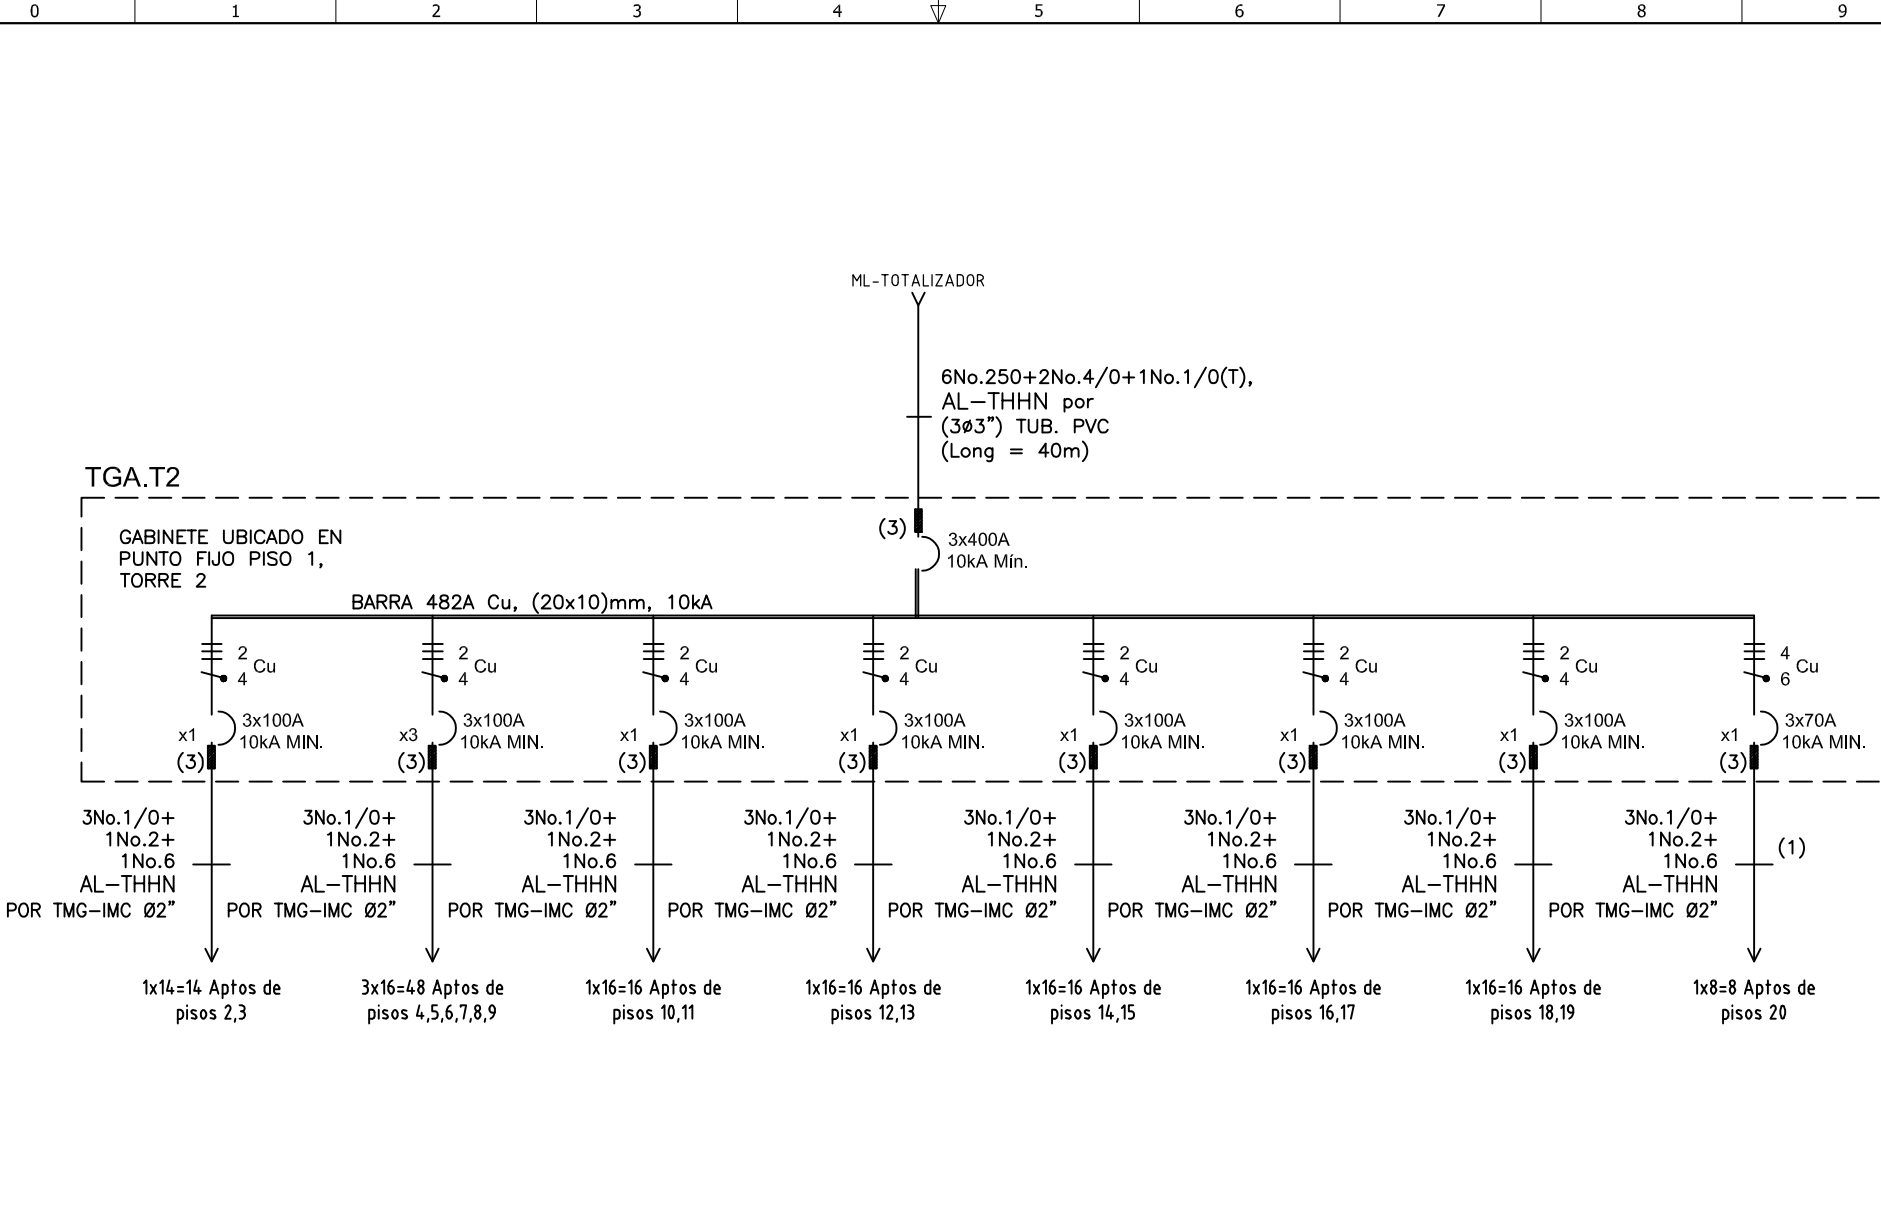 0 1 2 3 4 5 6 7 8 9
ML-TOTALIZADOR
6No.250+2No.4/0+1No.1/0(T),
AL-THHN por
(3ø3") TUB. PVC
(Long = 40m)
TGA.T2
GABINETE UBICADO EN
PUNTO FIJO PISO 1,
TORRE 2
(3)
3x400A
10kA Mín.
BARRA 482A Cu, (20x10)mm, 10kA
2
Cu
4
3x100A
x1
10kA MIN.
(3)
3No.1/0+
1No.2+
1No.6
AL-THHN
POR TMG-IMC Ø2"
1x14=14 Aptos de
pisos 2,3
2
Cu
4
3x100A
x3
10kA MIN.
(3)
3No.1/0+
1No.2+
1No.6
AL-THHN
POR TMG-IMC Ø2"
3x16=48 Aptos de
pisos 4,5,6,7,8,9
2
Cu
4
3x100A
x1
10kA MIN.
(3)
3No.1/0+
1No.2+
1No.6
AL-THHN
POR TMG-IMC Ø2"
1x16=16 Aptos de
pisos 10,11
2
Cu
4
3x100A
x1
10kA MIN.
(3)
3No.1/0+
1No.2+
1No.6
AL-THHN
POR TMG-IMC Ø2"
1x16=16 Aptos de
pisos 12,13
2
Cu
4
3x100A
x1
10kA MIN.
(3)
3No.1/0+
1No.2+
1No.6
AL-THHN
POR TMG-IMC Ø2"
1x16=16 Aptos de
pisos 14,15
2
Cu
4
3x100A
x1
10kA MIN.
(3)
3No.1/0+
1No.2+
1No.6
AL-THHN
POR TMG-IMC Ø2"
1x16=16 Aptos de
pisos 16,17
2
Cu
4
3x100A
x1
10kA MIN.
(3)
3No.1/0+
1No.2+
1No.6
AL-THHN
POR TMG-IMC Ø2"
1x16=16 Aptos de
pisos 18,19
4
Cu
6
3x70A
x1
10kA MIN.
(3)
3No.1/0+
1No.2+
(1)
1No.6
AL-THHN
POR TMG-IMC Ø2"
1x8=8 Aptos de
pisos 20